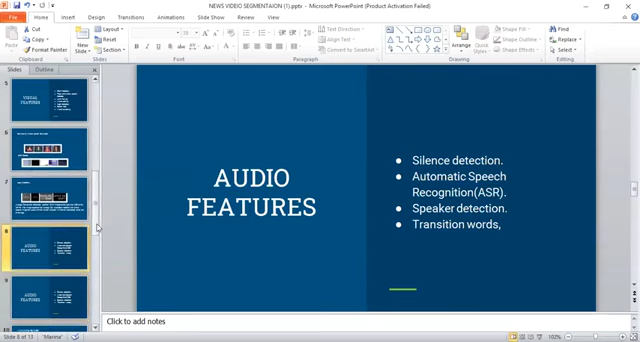 NEWS VIDIEO SEGMENTAION (1).pptx - Microsoft PowerPoint (Product Activation Failed)
File Home Insert Design Transitions Animations Slide Show Review View
Cut
Copy
Format Painter
Paste
Clipboard
New Slide
Layout
Reset
Section
Slides
Font
Text Direction
Align Text
Convert to SmartArt
Paragraph
Arrange
Quick Styles
Shape Fill
Shape Outline
Shape Effects
Drawing
Find
Replace
Select
Editing
Slides Outline
5
VISUAL
FEATURES
6
7
8
AUDIO
FEATURES
9
AUDIO
FEATURES
10
AUDIO
FEATURES
● Silence detection.
● Automatic Speech
Recognition(ASR).
● Speaker detection.
● Transition words,
Click to add notes
Slide 8 of 13 "Marina" 102%